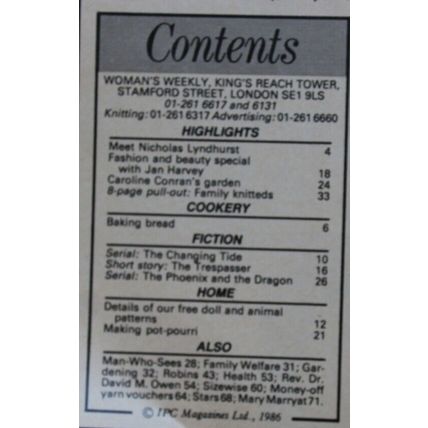 Contents
WOMAN'S WEEKLY, KING'S REACH TOWER,
STAMFORD STREET, LONDON SE1 9LS
01-261 6617 and 6131
Knitting: 01-261 6317 Advertising: 01-261 6660
HIGHLIGHTS
Meet Nicholas Lyndhurst 4
Fashion and beauty special
with Jan Harvey 18
Caroline Conran's garden 24
8-page pull-out: Family knitteds 33
COOKERY
Baking bread 6
FICTION
Serial: The Changing Tide 10
Short story: The Trespasser 16
Serial: The Phoenix and the Dragon 26
HOME
Details of our free doll and animal
patterns 12
Making pot-pourri 21
ALSO
Man-Who-Sees 28; Family Welfare 31; Gar-
dening 32; Robins 43; Health 53; Rev. Dr.
David M. Owen 54; Sizewise 60; Money-off
yarn vouchers 64; Stars 68; Mary Marryat 71.
© IPC Magazines Ltd., 1986